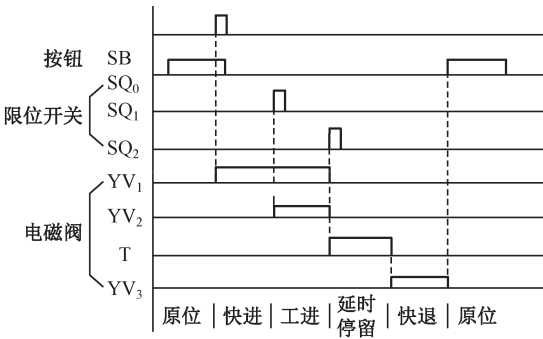 按钮 SB
SQ₀
限位开关 SQ₁
SQ₂
YV₁
电磁阀 YV₂
T
YV₃
原位 快进 工进 延时停留 快退 原位